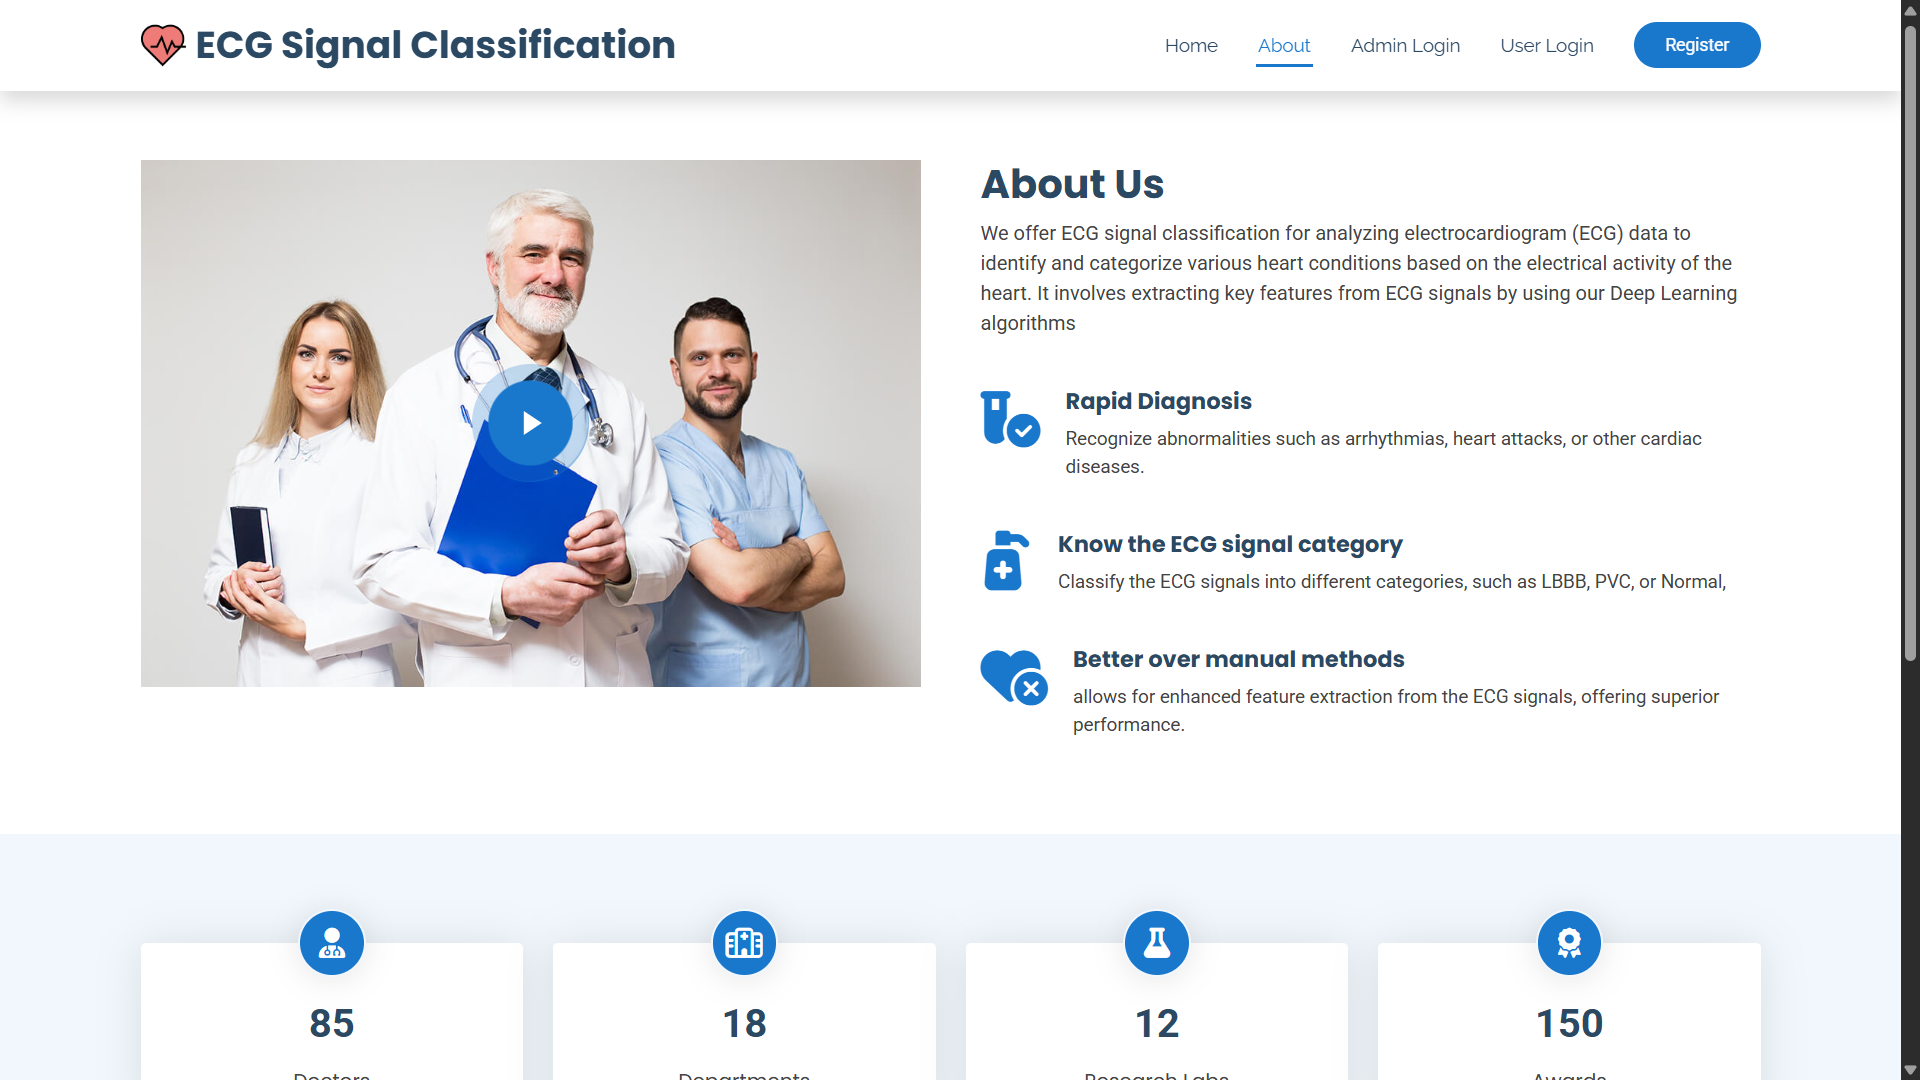 ECG Signal Classification
Home
About
Admin Login
User Login
Register
About Us
We offer ECG signal classification for analyzing electrocardiogram (ECG) data to
identify and categorize various heart conditions based on the electrical activity of the
heart. It involves extracting key features from ECG signals by using our Deep Learning
algorithms
Rapid Diagnosis
Recognize abnormalities such as arrhythmias, heart attacks, or other cardiac
diseases.
Know the ECG signal category
Classify the ECG signals into different categories, such as LBBB, PVC, or Normal,
Better over manual methods
allows for enhanced feature extraction from the ECG signals, offering superior
performance.
85
Doctors
18
Departments
12
Research Labs
150
Awards